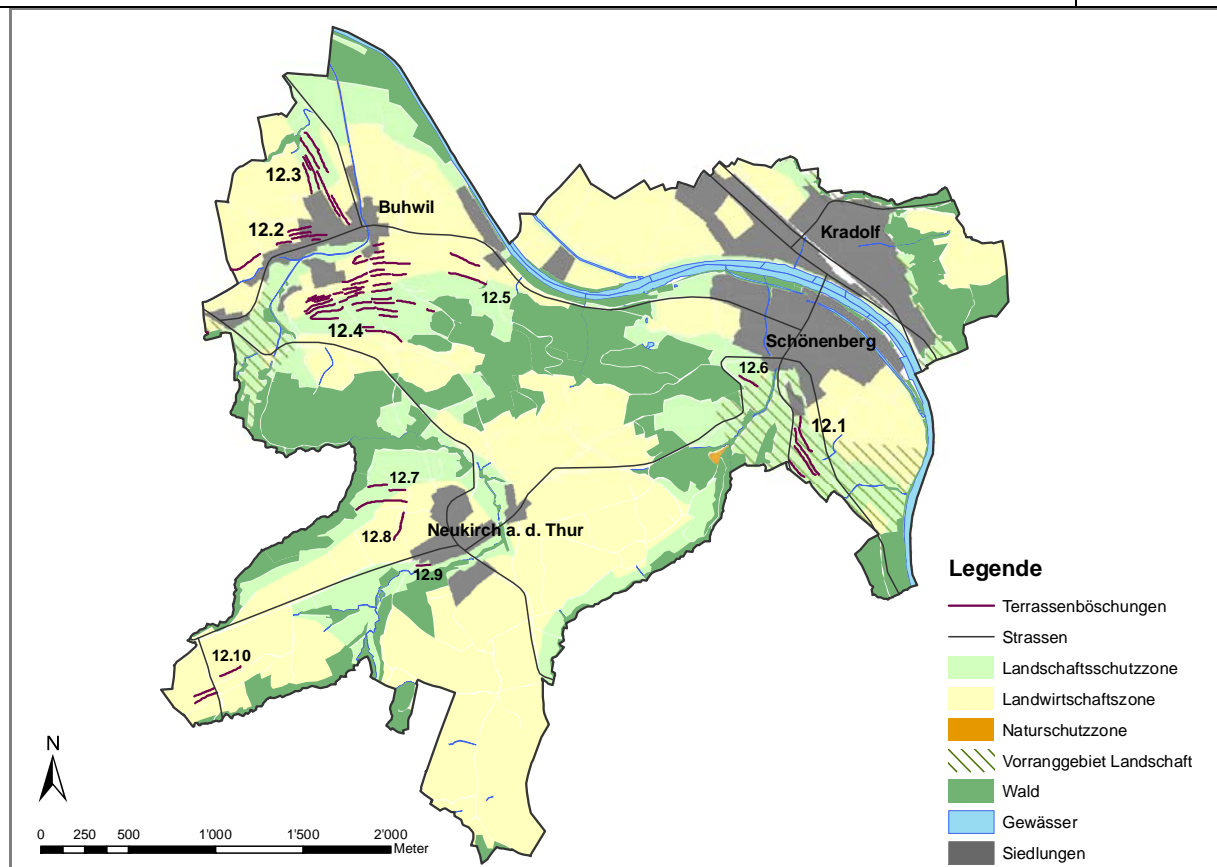 12.3
Buhwil
12.2
Kradolf
12.5
12.4
Schönenberg
12.6
12.1
12.7
12.8
Neukirch a. d. Thur
12.9
12.10
Legende
Terrassenböschungen
Strassen
Landschaftsschutzzone
Landwirtschaftszone
Naturschutzzone
Vorranggebiet Landschaft
Wald
Gewässer
Siedlungen
N
0 250 500 1'000 1'500 2'000
Meter